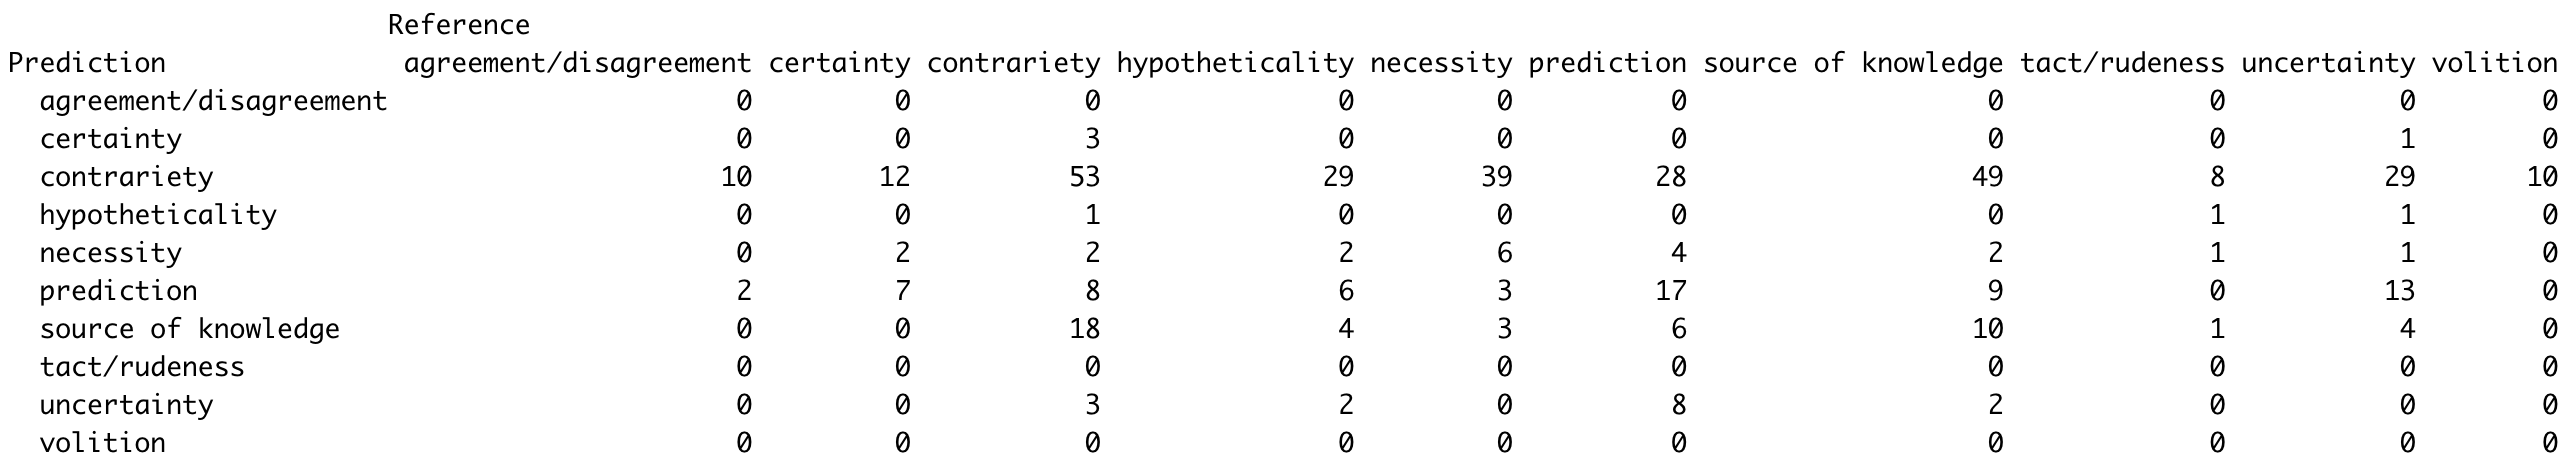 Reference
Prediction agreement/disagreement certainty contrariety hypotheticality necessity prediction source of knowledge tact/rudeness uncertainty volition
agreement/disagreement 0 0 0 0 0 0 0 0 0 0
certainty 0 0 3 0 0 0 0 0 1 0
contrariety 10 12 53 29 39 28 49 8 29 10
hypotheticality 0 0 1 0 0 0 0 1 1 0
necessity 0 2 2 2 6 4 2 1 1 0
prediction 2 7 8 6 3 17 9 0 13 0
source of knowledge 0 0 18 4 3 6 10 1 4 0
tact/rudeness 0 0 0 0 0 0 0 0 0 0
uncertainty 0 0 3 2 0 8 2 0 0 0
volition 0 0 0 0 0 0 0 0 0 0